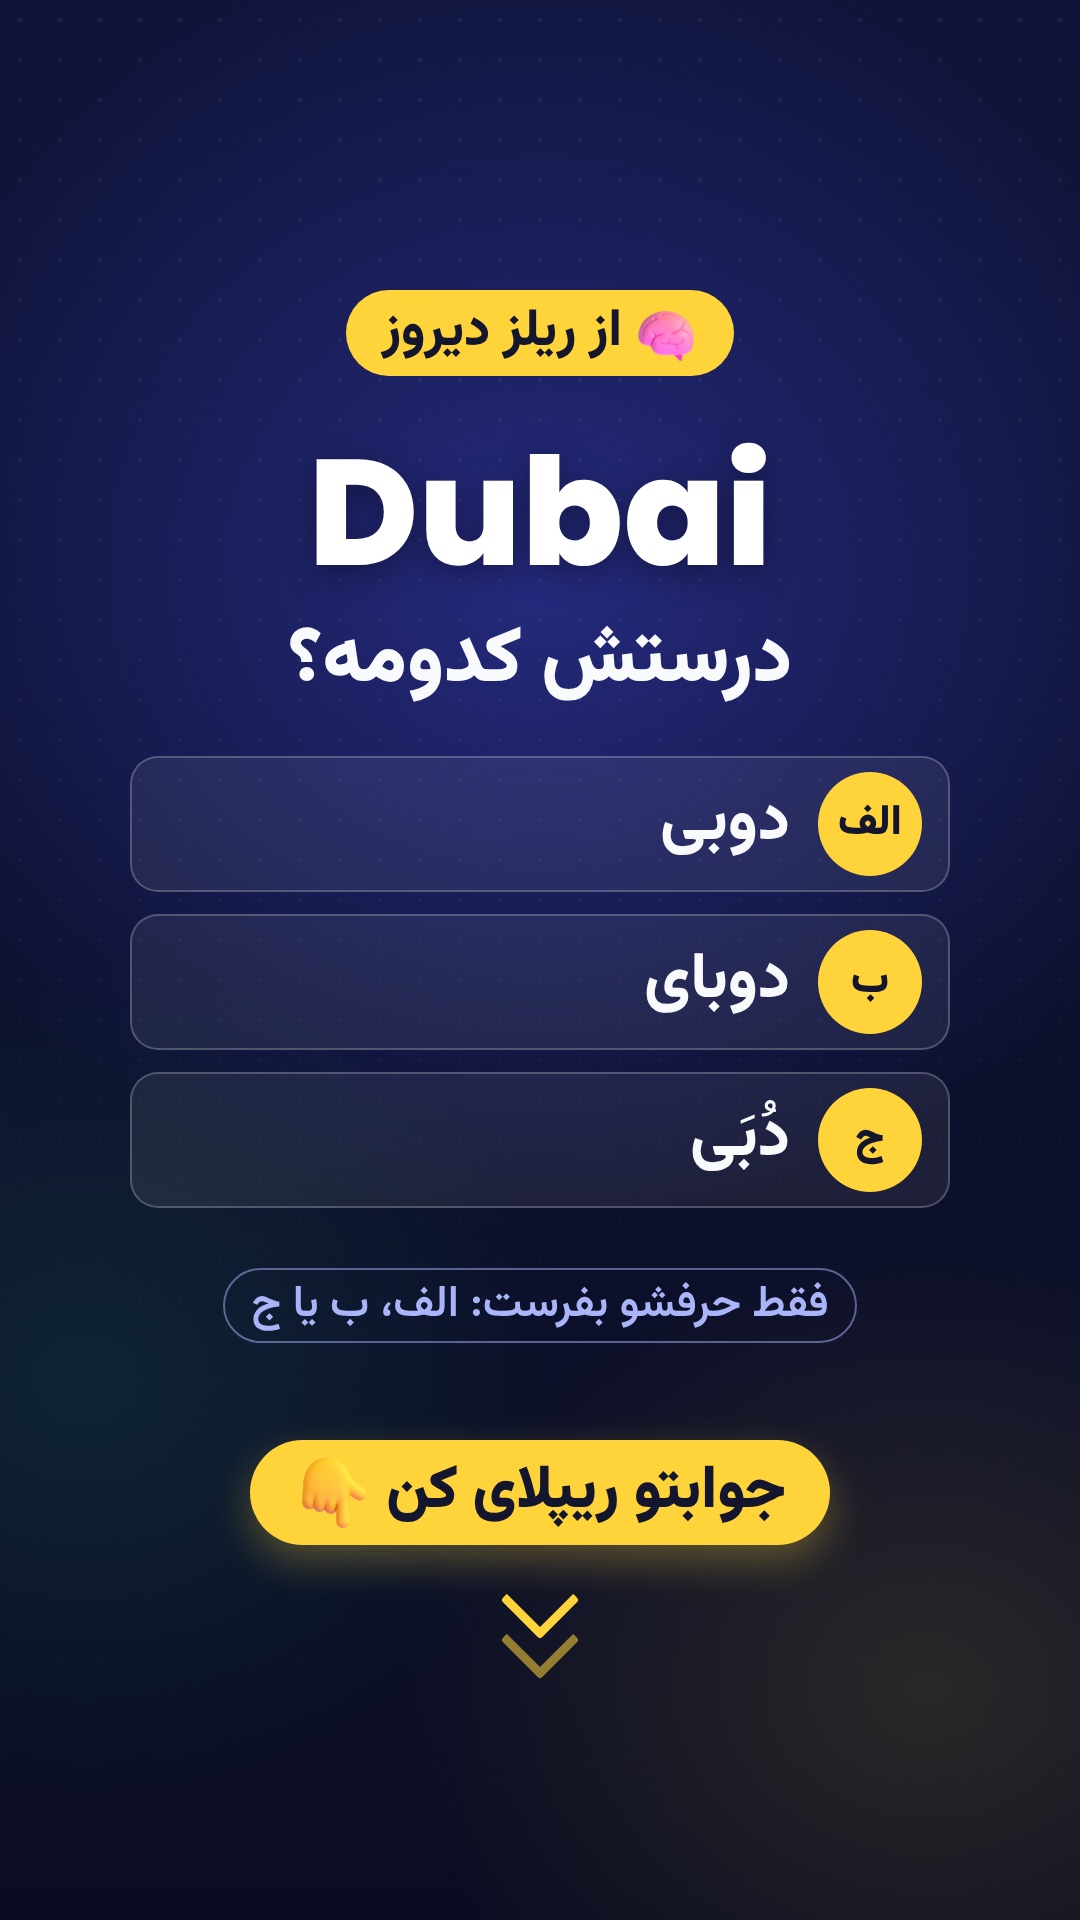 🧠 از ریلز دیروز
Dubai
درستش کدومه؟
الف دوبی
ب دوبای
ج دُبَی
فقط حرفشو بفرست: الف، ب یا ج
جوابتو ریپلای کن 👇